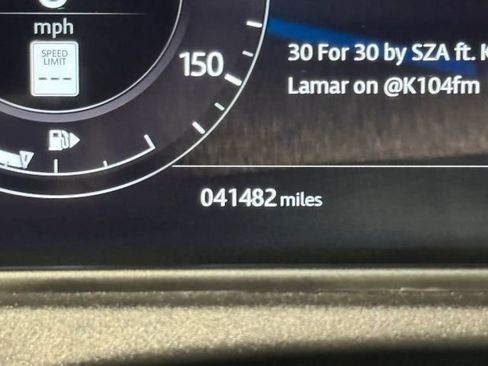 mph
SPEED
LIMIT
---
150
30 For 30 by SZA ft. K
Lamar on @K104fm
041482 miles